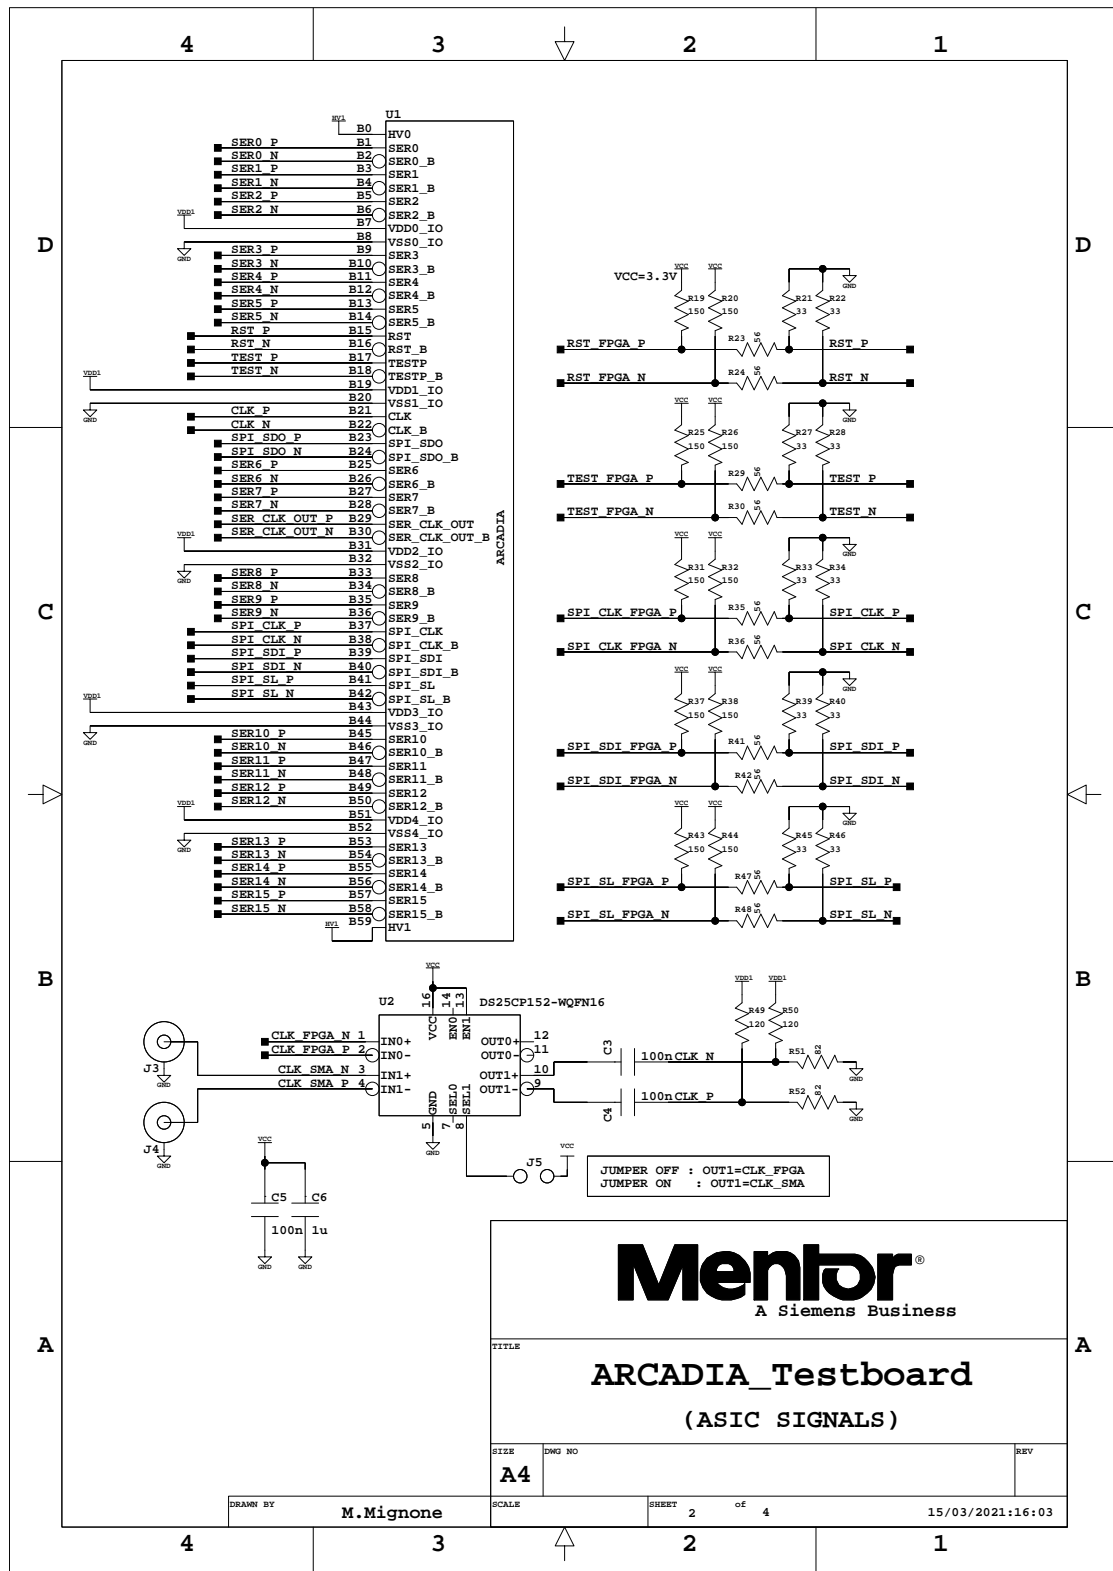 4 3 2 1
D
C
B
A
D
C
B
A
U1
ARCADIA
HV1 B0 HV0
SER0_P B1 SER0
SER0_N B2 SER0_B
SER1_P B3 SER1
SER1_N B4 SER1_B
SER2_P B5 SER2
SER2_N B6 SER2_B
VDD1 B7 VDD0_IO
GND B8 VSS0_IO
SER3_P B9 SER3
SER3_N B10 SER3_B
SER4_P B11 SER4
SER4_N B12 SER4_B
SER5_P B13 SER5
SER5_N B14 SER5_B
RST_P B15 RST
RST_N B16 RST_B
TEST_P B17 TESTP
TEST_N B18 TESTP_B
VDD1 B19 VDD1_IO
GND B20 VSS1_IO
CLK_P B21 CLK
CLK_N B22 CLK_B
SPI_SDO_P B23 SPI_SDO
SPI_SDO_N B24 SPI_SDO_B
SER6_P B25 SER6
SER6_N B26 SER6_B
SER7_P B27 SER7
SER7_N B28 SER7_B
SER_CLK_OUT_P B29 SER_CLK_OUT
SER_CLK_OUT_N B30 SER_CLK_OUT_B
VDD1 B31 VDD2_IO
GND B32 VSS2_IO
SER8_P B33 SER8
SER8_N B34 SER8_B
SER9_P B35 SER9
SER9_N B36 SER9_B
SPI_CLK_P B37 SPI_CLK
SPI_CLK_N B38 SPI_CLK_B
SPI_SDI_P B39 SPI_SDI
SPI_SDI_N B40 SPI_SDI_B
SPI_SL_P B41 SPI_SL
SPI_SL_N B42 SPI_SL_B
VDD1 B43 VDD3_IO
GND B44 VSS3_IO
SER10_P B45 SER10
SER10_N B46 SER10_B
SER11_P B47 SER11
SER11_N B48 SER11_B
SER12_P B49 SER12
SER12_N B50 SER12_B
VDD1 B51 VDD4_IO
GND B52 VSS4_IO
SER13_P B53 SER13
SER13_N B54 SER13_B
SER14_P B55 SER14
SER14_N B56 SER14_B
SER15_P B57 SER15
SER15_N B58 SER15_B
HV1 B59 HV1
VCC=3.3V VCC VCC GND
R19 R20 R21 R22
150 150 33 33
RST_FPGA_P R23 56 RST_P
RST_FPGA_N R24 56 RST_N
VCC VCC GND
R25 R26 R27 R28
150 150 33 33
TEST_FPGA_P R29 56 TEST_P
TEST_FPGA_N R30 56 TEST_N
VCC VCC GND
R31 R32 R33 R34
150 150 33 33
SPI_CLK_FPGA_P R35 56 SPI_CLK_P
SPI_CLK_FPGA_N R36 56 SPI_CLK_N
VCC VCC GND
R37 R38 R39 R40
150 150 33 33
SPI_SDI_FPGA_P R41 56 SPI_SDI_P
SPI_SDI_FPGA_N R42 56 SPI_SDI_N
VCC VCC GND
R43 R44 R45 R46
150 150 33 33
SPI_SL_FPGA_P R47 56 SPI_SL_P
SPI_SL_FPGA_N R48 56 SPI_SL_N
VCC
U2 16 14 13 DS25CP152-WQFN16
VCC EN0 EN1
CLK_FPGA_N 1 IN0+ OUT0+ 12
CLK_FPGA_P 2 IN0- OUT0- 11
CLK_SMA_N 3 IN1+ OUT1+ 10
CLK_SMA_P 4 IN1- OUT1- 9
GND SEL0 SEL1
5 7 8
GND
J3
GND
J4
GND
C3 100n CLK_N
C4 100n CLK_P
VDD1 VDD1
R49 R50
120 120
R51 82 GND
R52 82 GND
J5 VCC
JUMPER OFF : OUT1=CLK_FPGA
JUMPER ON : OUT1=CLK_SMA
VCC
C5 C6
100n 1u
GND GND
Mentor®
A Siemens Business
TITLE
ARCADIA_Testboard
(ASIC SIGNALS)
SIZE DWG NO REV
A4
DRAWN BY M.Mignone SCALE SHEET 2 of 4 15/03/2021:16:03
4 3 2 1